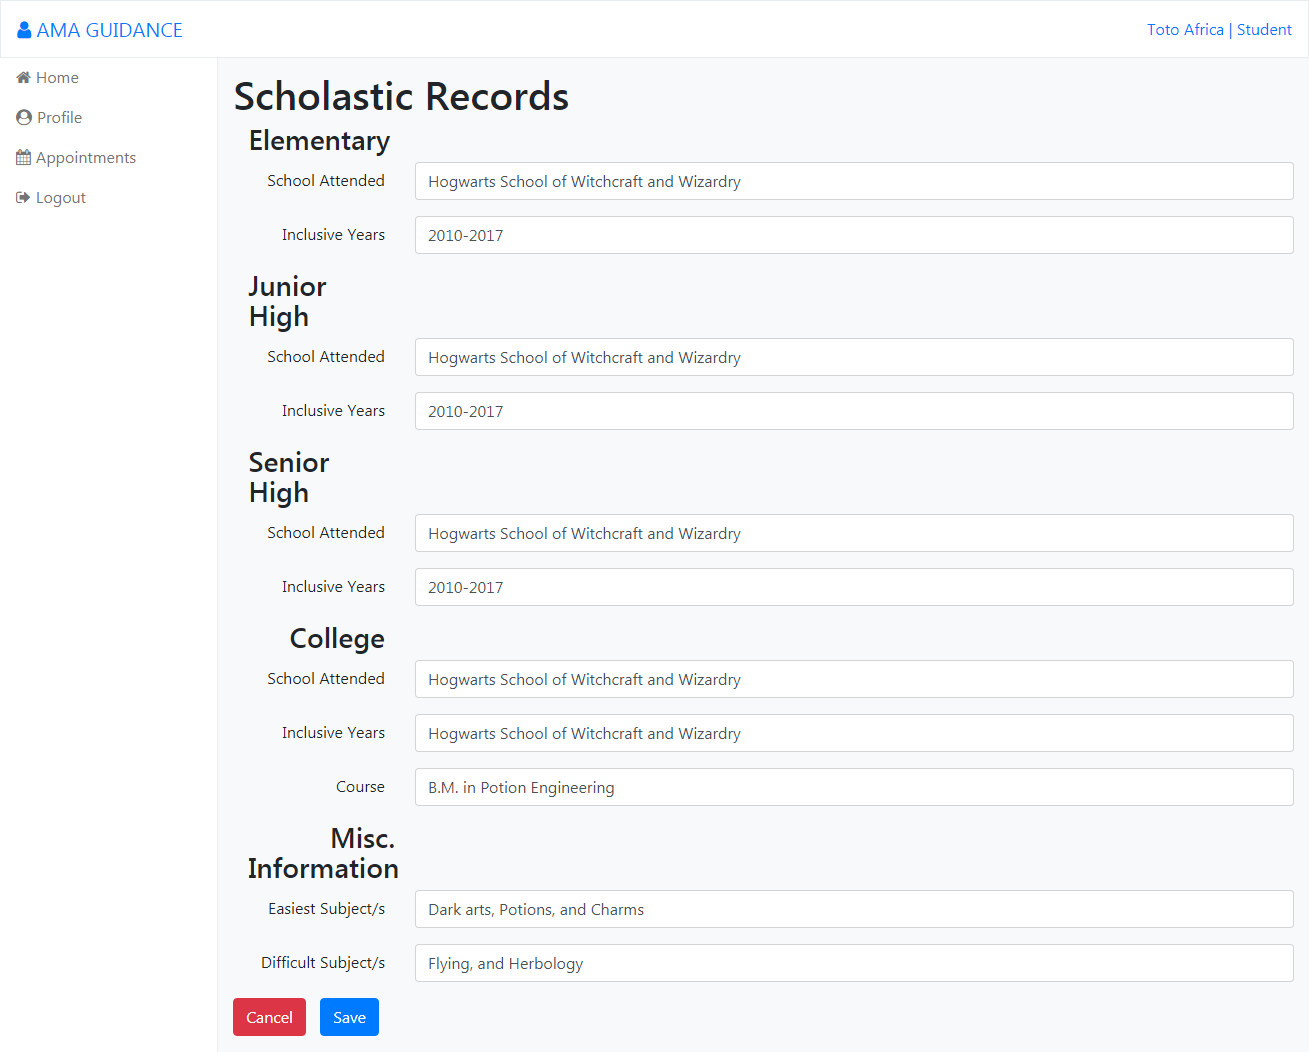 AMA GUIDANCE
Toto Africa | Student
Home
Profile
Appointments
Logout
Scholastic Records
Elementary
School Attended
Hogwarts School of Witchcraft and Wizardry
Inclusive Years
2010-2017
Junior
High
School Attended
Hogwarts School of Witchcraft and Wizardry
Inclusive Years
2010-2017
Senior
High
School Attended
Hogwarts School of Witchcraft and Wizardry
Inclusive Years
2010-2017
College
School Attended
Hogwarts School of Witchcraft and Wizardry
Inclusive Years
Hogwarts School of Witchcraft and Wizardry
Course
B.M. in Potion Engineering
Misc.
Information
Easiest Subject/s
Dark arts, Potions, and Charms
Difficult Subject/s
Flying, and Herbology
Cancel
Save